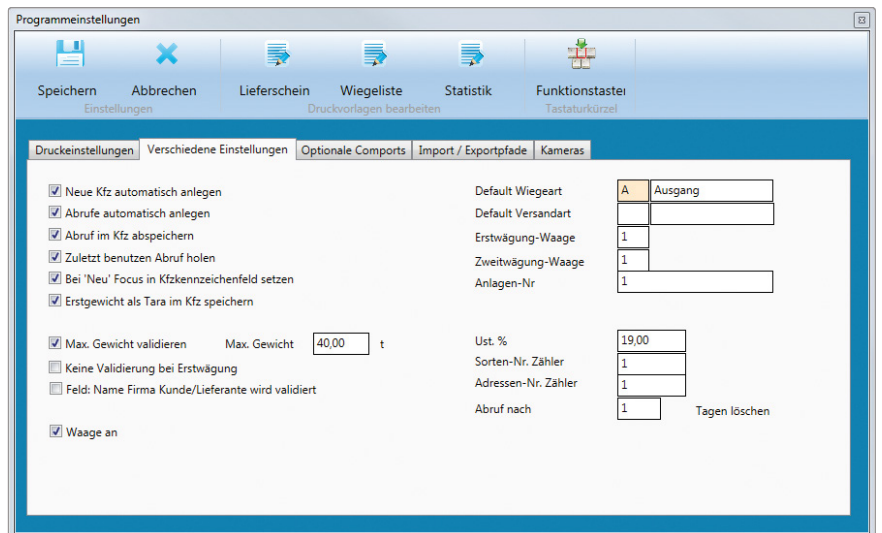 Programmeinstellungen
Speichern Abbrechen Lieferschein Wiegeliste Statistik Funktionstaster
Einstellungen Druckvorlagen bearbeiten Tastaturkürzel
Druckeinstellungen Verschiedene Einstellungen Optionale Comports Import / Exportpfade Kameras
Neue Kfz automatisch anlegen Default Wiegeart A Ausgang
Abrufe automatisch anlegen Default Versandart
Abruf im Kfz abspeichern Erstwägung-Waage 1
Zuletzt benutzen Abruf holen Zweitwägung-Waage 1
Bei 'Neu' Focus in Kfzkennzeichenfeld setzen Anlagen-Nr 1
Erstgewicht als Tara im Kfz speichern
Max. Gewicht validieren Max. Gewicht 40,00 t Ust. % 19,00
Keine Validierung bei Erstwägung Sorten-Nr. Zähler 1
Feld: Name Firma Kunde/Lieferante wird validiert Adressen-Nr. Zähler 1
Abruf nach 1 Tagen löschen
Waage an